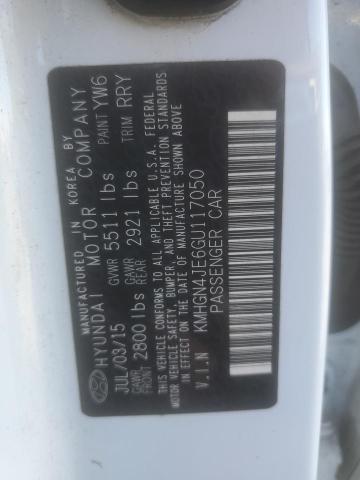 MANUFACTURED IN KOREA BY
HYUNDAI MOTOR COMPANY
JUL/03/15 GVWR 5511 lbs PAINT YW6
GAWR FRONT 2800 lbs GAWR REAR 2921 lbs TRIM RRY
THIS VEHICLE CONFORMS TO ALL APPLICABLE U.S.A. FEDERAL
MOTOR VEHICLE SAFETY, BUMPER, AND THEFT PREVENTION STANDARDS
IN EFFECT ON THE DATE OF MANUFACTURE SHOWN ABOVE.
V.I.N KMHGN4JE6GU117050
PASSENGER CAR